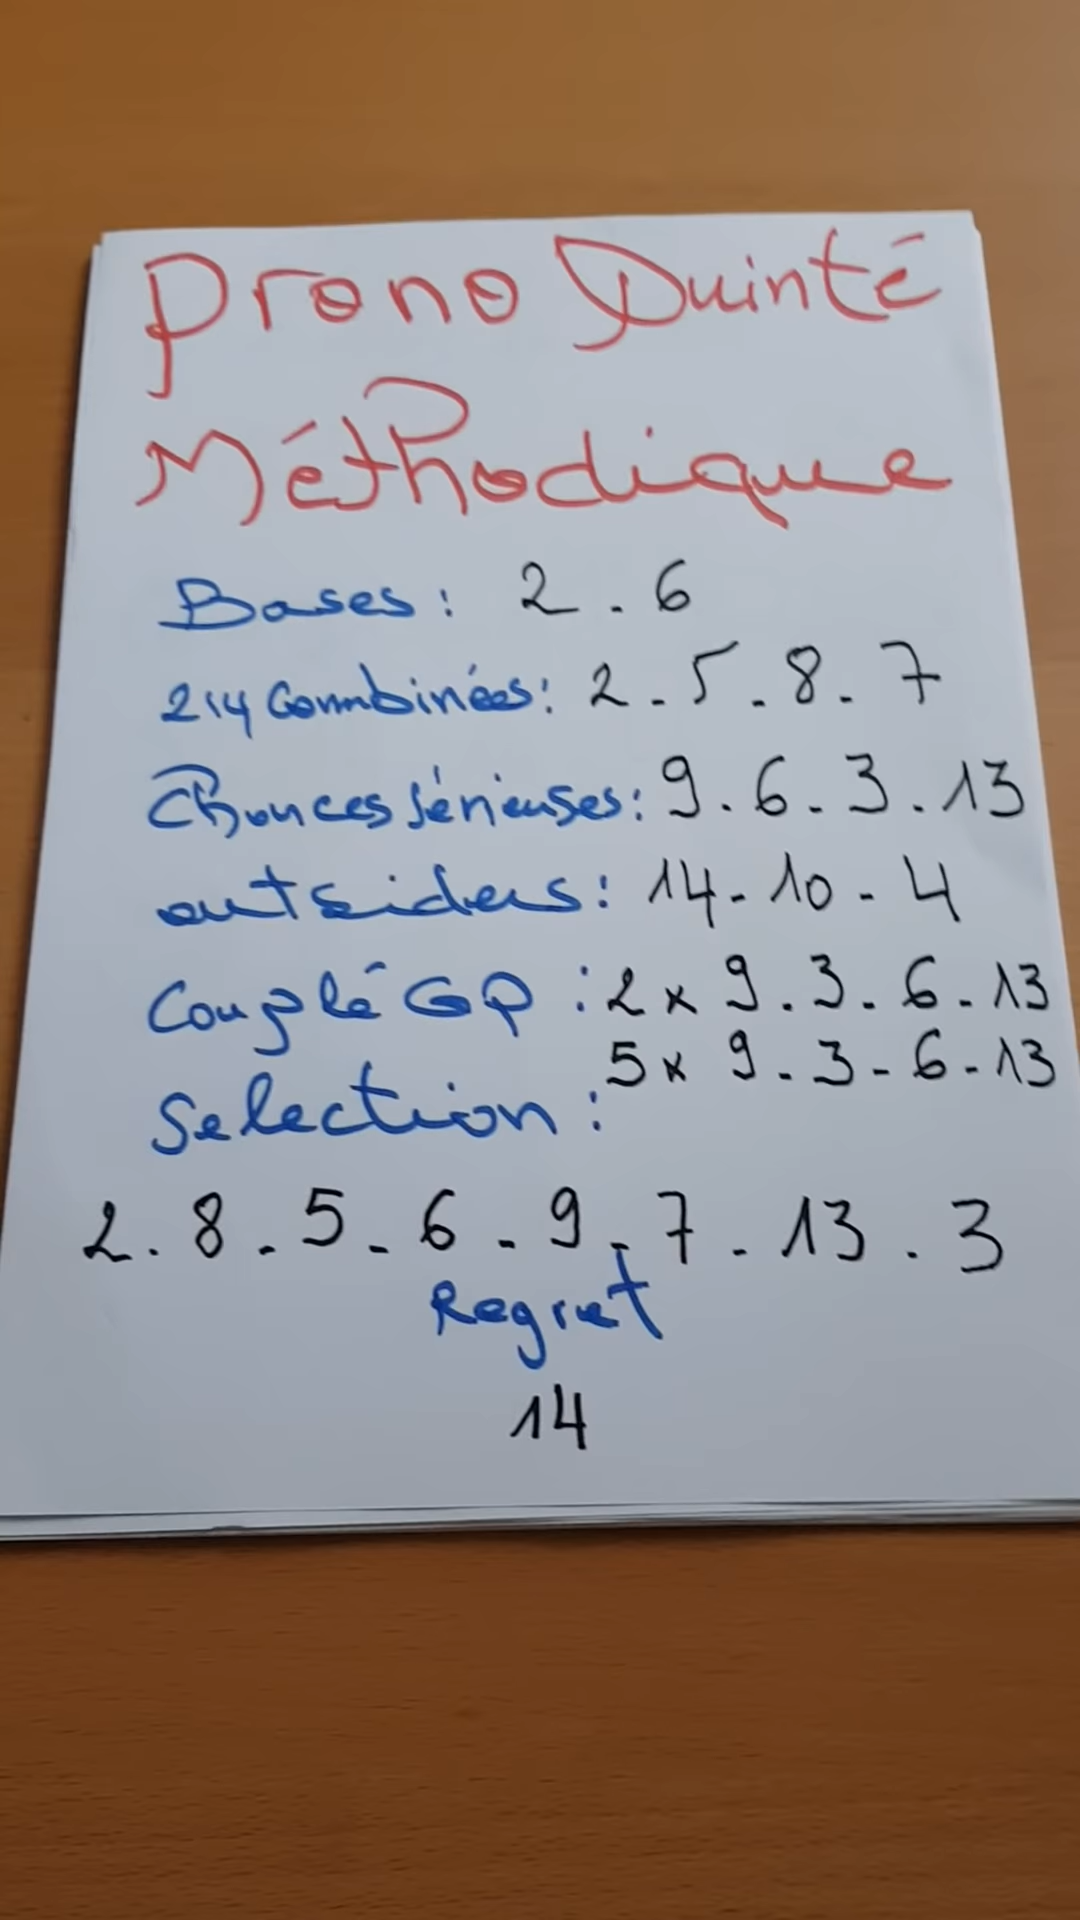 Prono Quinté
Méthodique
Bases: 2 . 6
2/4 Combinées: 2 . 5 . 8 . 7
Chances Sérieuses: 9 . 6 . 3 . 13
outsiders: 14 - 10 - 4
Couplé GP: 2 x 9 . 3 . 6 - 13
5 x 9 . 3 - 6 - 13
Selection:
2 . 8 . 5 . 6 . 9 . 7 . 13 . 3
Regret
14